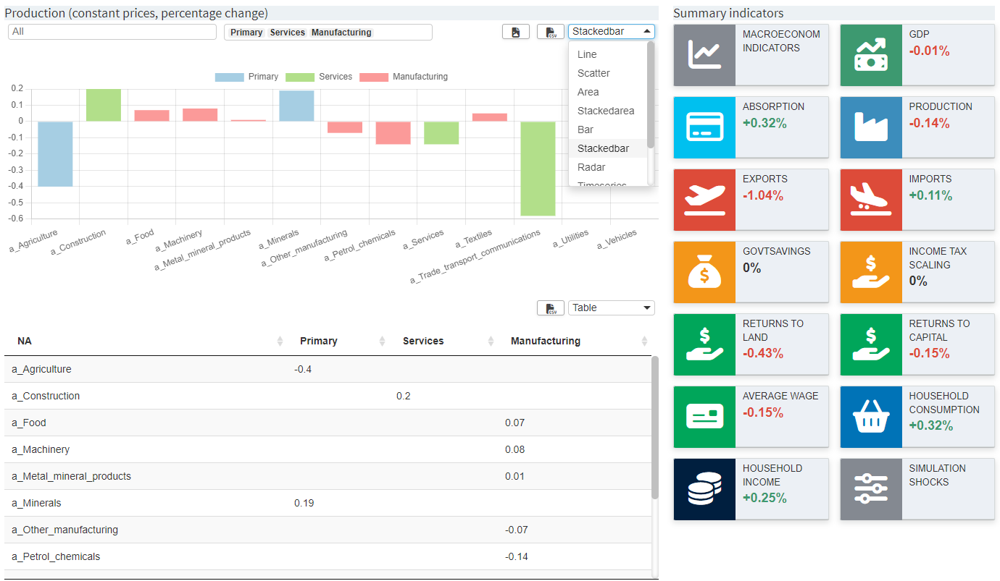 Production (constant prices, percentage change)
All
Primary Services Manufacturing
CSV
Stackedbar
Line
Scatter
Area
Stackedarea
Bar
Stackedbar
Radar
Timeseries
Primary Services Manufacturing
0.2
0.1
0
-0.1
-0.2
-0.3
-0.4
-0.5
-0.6
a_Agriculture
a_Construction
a_Food
a_Machinery
a_Metal_mineral_products
a_Minerals
a_Other_manufacturing
a_Petrol_chemicals
a_Services
a_Textiles
a_Trade_transport_communications
a_Utilities
a_Vehicles
CSV
Table
NA Primary Services Manufacturing
a_Agriculture -0.4
a_Construction 0.2
a_Food 0.07
a_Machinery 0.08
a_Metal_mineral_products 0.01
a_Minerals 0.19
a_Other_manufacturing -0.07
a_Petrol_chemicals -0.14
Summary indicators
MACROECONOM
INDICATORS
GDP
-0.01%
ABSORPTION
+0.32%
PRODUCTION
-0.14%
EXPORTS
-1.04%
IMPORTS
+0.11%
GOVTSAVINGS
0%
INCOME TAX
SCALING
0%
RETURNS TO
LAND
-0.43%
RETURNS TO
CAPITAL
-0.15%
AVERAGE WAGE
-0.15%
HOUSEHOLD
CONSUMPTION
+0.32%
HOUSEHOLD
INCOME
+0.25%
SIMULATION
SHOCKS